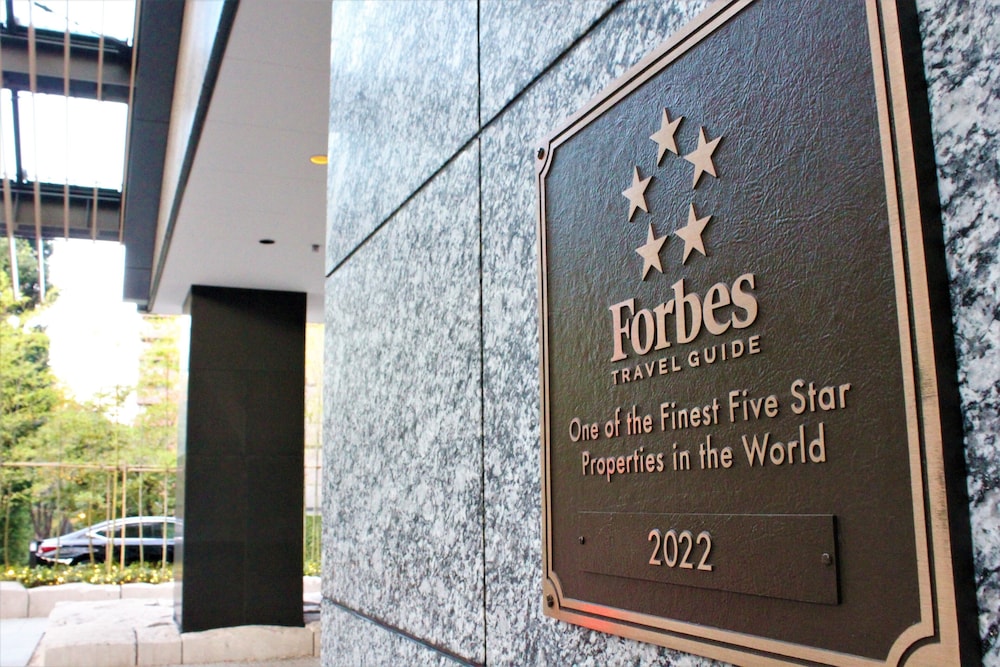 Forbes
TRAVEL GUIDE
One of the Finest Five Star
Properties in the World
2022